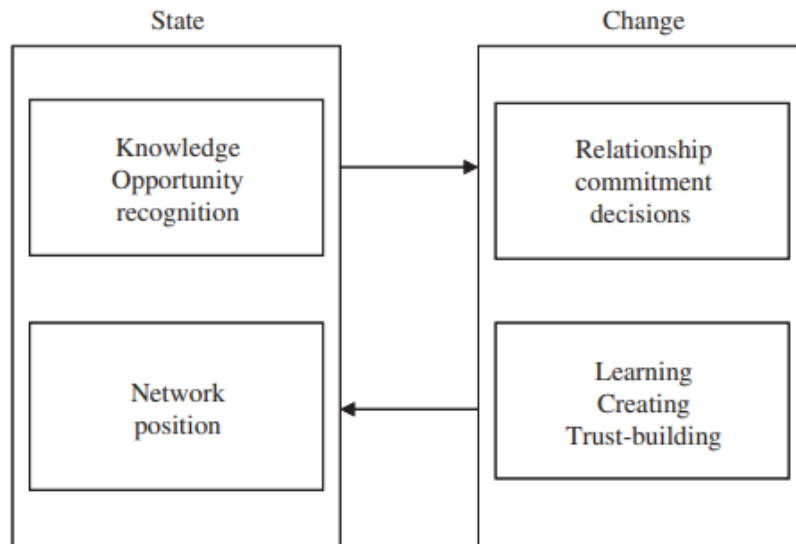 State
Change
Knowledge
Opportunity
recognition
Relationship
commitment
decisions
Network
position
Learning
Creating
Trust-building